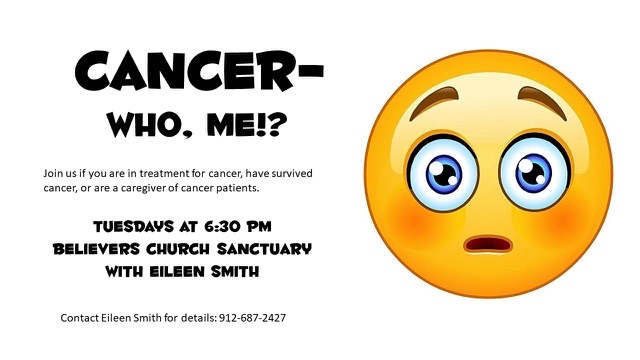 CANCER-
WHO, ME!?
Join us if you are in treatment for cancer, have survived
cancer, or are a caregiver of cancer patients.
TUESDAYS AT 6:30 PM
BELIEVERS CHURCH SANCTUARY
WITH EILEEN SMITH
Contact Eileen Smith for details: 912-687-2427